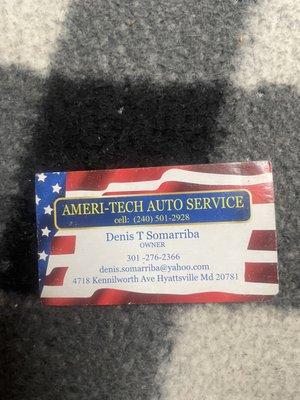 AMERI-TECH AUTO SERVICE
cell: (240) 501-2928
Denis T Somarriba
OWNER
301 -276-2366
denis.somarriba@yahoo.com
4718 Kennilworth Ave Hyattsville Md 20781